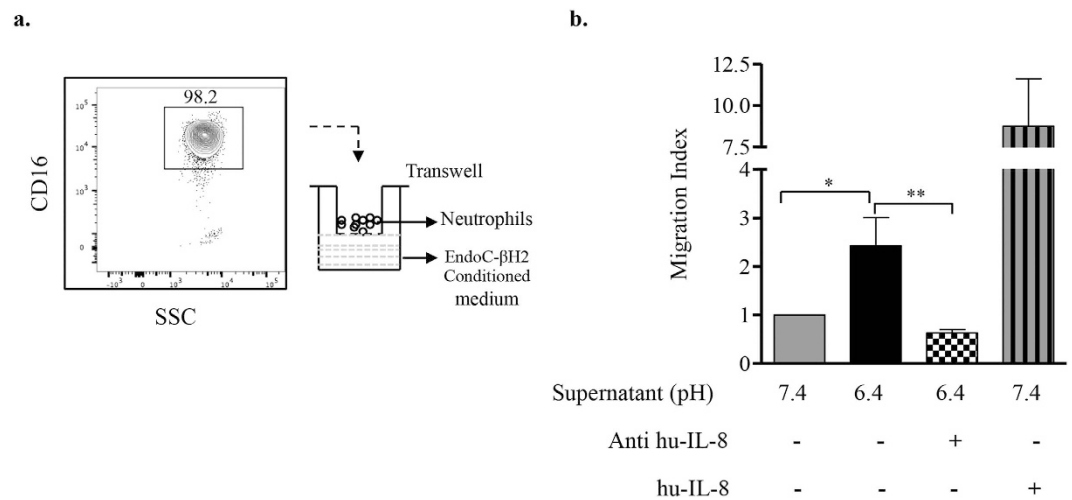 a.
98.2
10⁵
10⁴
10³
0
CD16
-10³ 0 10³ 10⁴ 10⁵
SSC
Transwell
Neutrophils
EndoC-βH2
Conditioned
medium
b.
12.5
10.0
7.5
4
3
2
1
0
Migration Index
*
**
Supernatant (pH) 7.4 6.4 6.4 7.4
Anti hu-IL-8 - - + -
hu-IL-8 - - - +